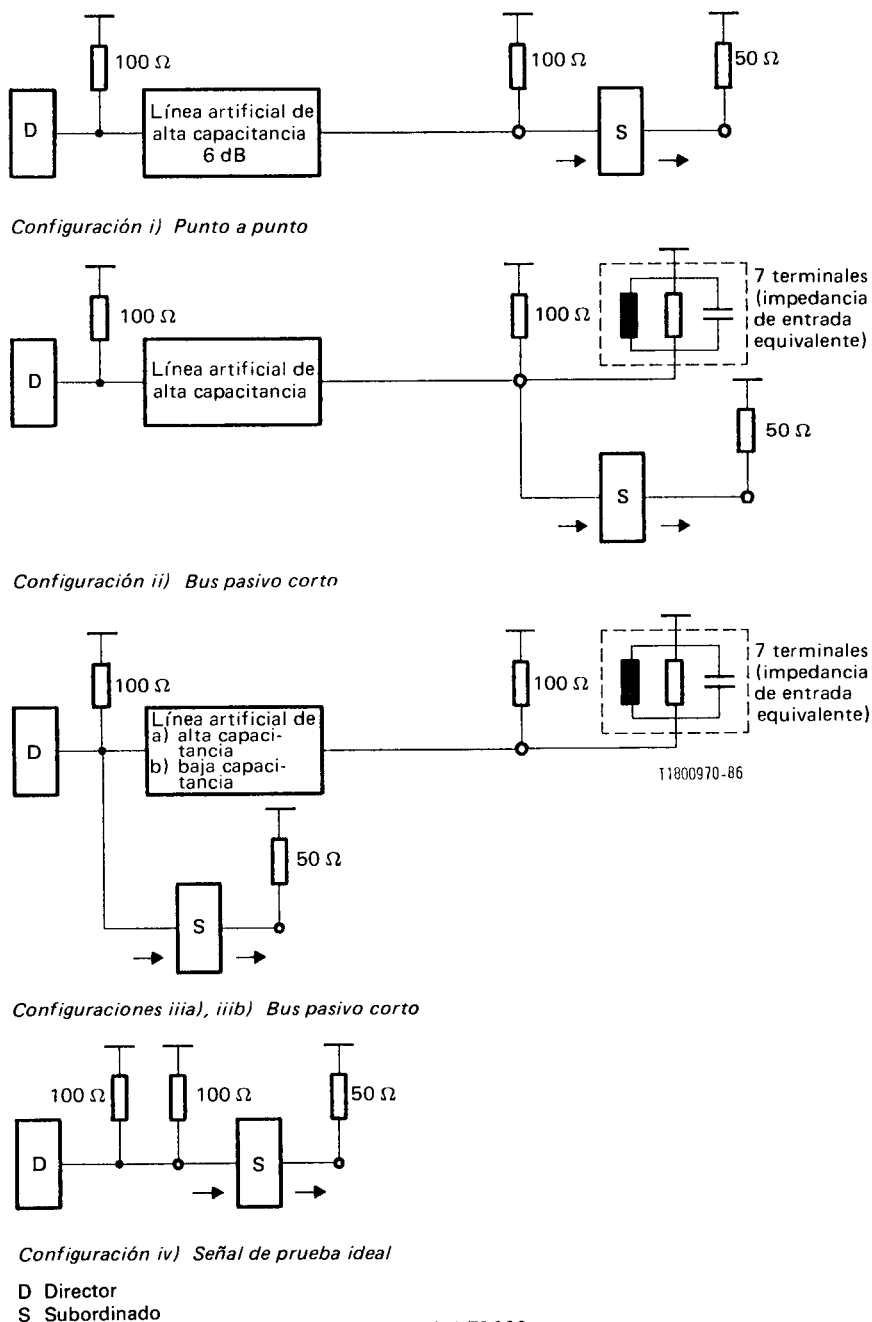 100 Ω
100 Ω
50 Ω
D
Línea artificial de
alta capacitancia
6 dB
S
Configuración i) Punto a punto
100 Ω
100 Ω
7 terminales
(impedancia
de entrada
equivalente)
D
Línea artificial de
alta capacitancia
50 Ω
S
Configuración ii) Bus pasivo corto
100 Ω
100 Ω
7 terminales
(impedancia
de entrada
equivalente)
D
Línea artificial de
a) alta capaci-
tancia
b) baja capaci-
tancia
T1800970-86
50 Ω
S
Configuraciones iiia), iiib) Bus pasivo corto
100 Ω
100 Ω
50 Ω
D
S
Configuración iv) Señal de prueba ideal
D Director
S Subordinado